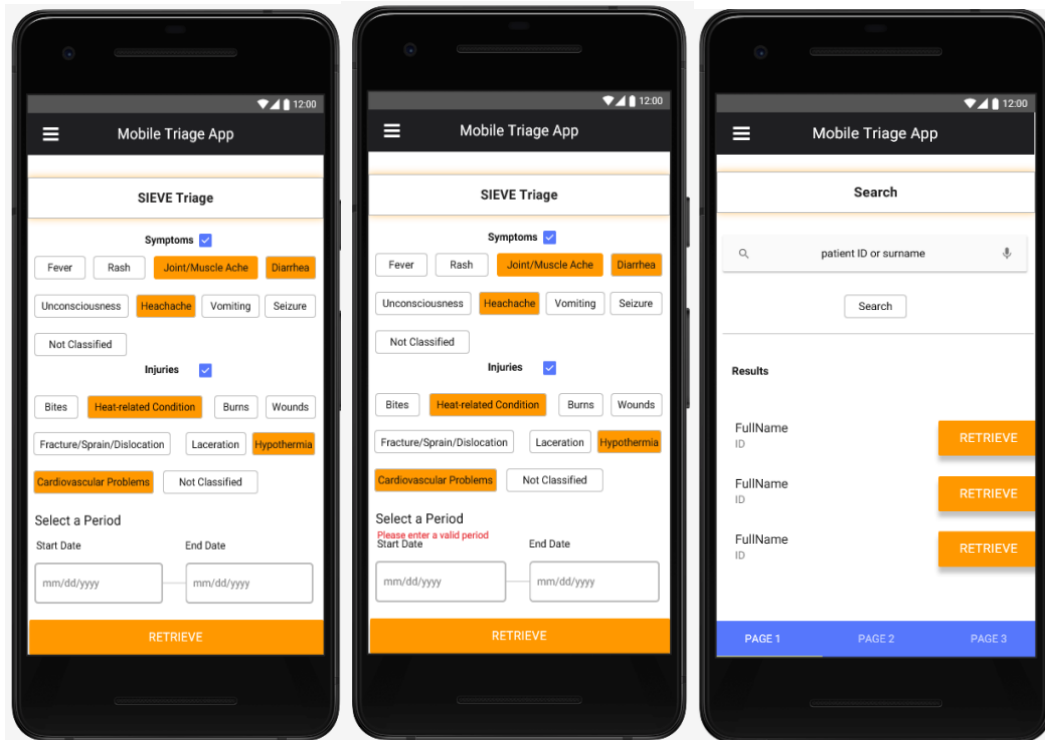 12:00
Mobile Triage App
SIEVE Triage
Symptoms
Fever Rash Joint/Muscle Ache Diarrhea
Unconsciousness Heachache Vomiting Seizure
Not Classified
Injuries
Bites Heat-related Condition Burns Wounds
Fracture/Sprain/Dislocation Laceration Hypothermia
Cardiovascular Problems Not Classified
Select a Period
Start Date End Date
mm/dd/yyyy mm/dd/yyyy
RETRIEVE
12:00
Mobile Triage App
SIEVE Triage
Symptoms
Fever Rash Joint/Muscle Ache Diarrhea
Unconsciousness Heachache Vomiting Seizure
Not Classified
Injuries
Bites Heat-related Condition Burns Wounds
Fracture/Sprain/Dislocation Laceration Hypothermia
Cardiovascular Problems Not Classified
Select a Period
Please enter a valid period
Start Date End Date
mm/dd/yyyy mm/dd/yyyy
RETRIEVE
12:00
Mobile Triage App
Search
patient ID or surname
Search
Results
FullName
ID
RETRIEVE
FullName
ID
RETRIEVE
FullName
ID
RETRIEVE
PAGE 1 PAGE 2 PAGE 3